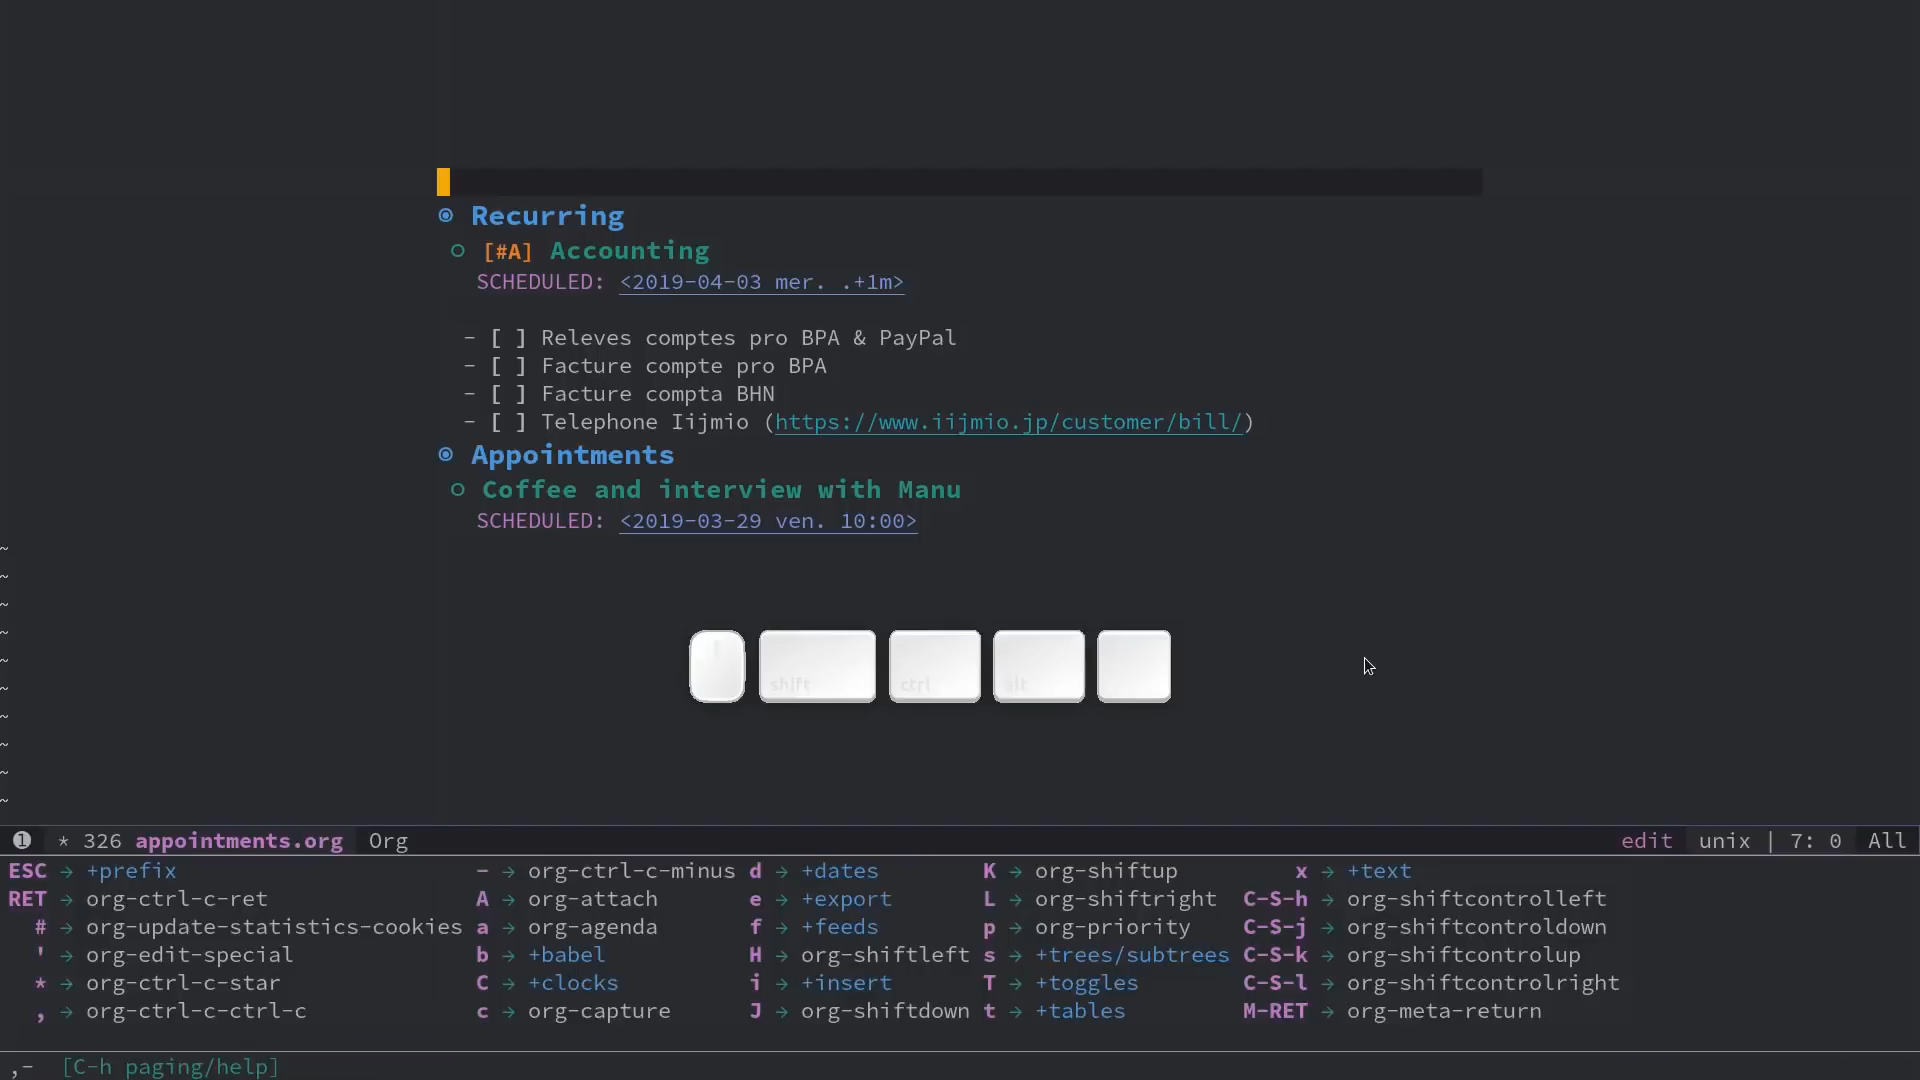 Recurring
[#A] Accounting
SCHEDULED: <2019-04-03 mer. .+1m>
- [ ] Releves comptes pro BPA & PayPal
- [ ] Facture compte pro BPA
- [ ] Facture compta BHN
- [ ] Telephone Iijmio (https://www.iijmio.jp/customer/bill/)
Appointments
Coffee and interview with Manu
SCHEDULED: <2019-03-29 ven. 10:00>
~
~
~
~
~
~
~
~
~
~
shift ctrl alt
❶ * 326 appointments.org Org edit unix | 7: 0 All
ESC → +prefix - → org-ctrl-c-minus d → +dates K → org-shiftup x → +text
RET → org-ctrl-c-ret A → org-attach e → +export L → org-shiftright C-S-h → org-shiftcontrolleft
# → org-update-statistics-cookies a → org-agenda f → +feeds p → org-priority C-S-j → org-shiftcontroldown
' → org-edit-special b → +babel H → org-shiftleft s → +trees/subtrees C-S-k → org-shiftcontrolup
* → org-ctrl-c-star C → +clocks i → +insert T → +toggles C-S-l → org-shiftcontrolright
, → org-ctrl-c-ctrl-c c → org-capture J → org-shiftdown t → +tables M-RET → org-meta-return
,- [C-h paging/help]